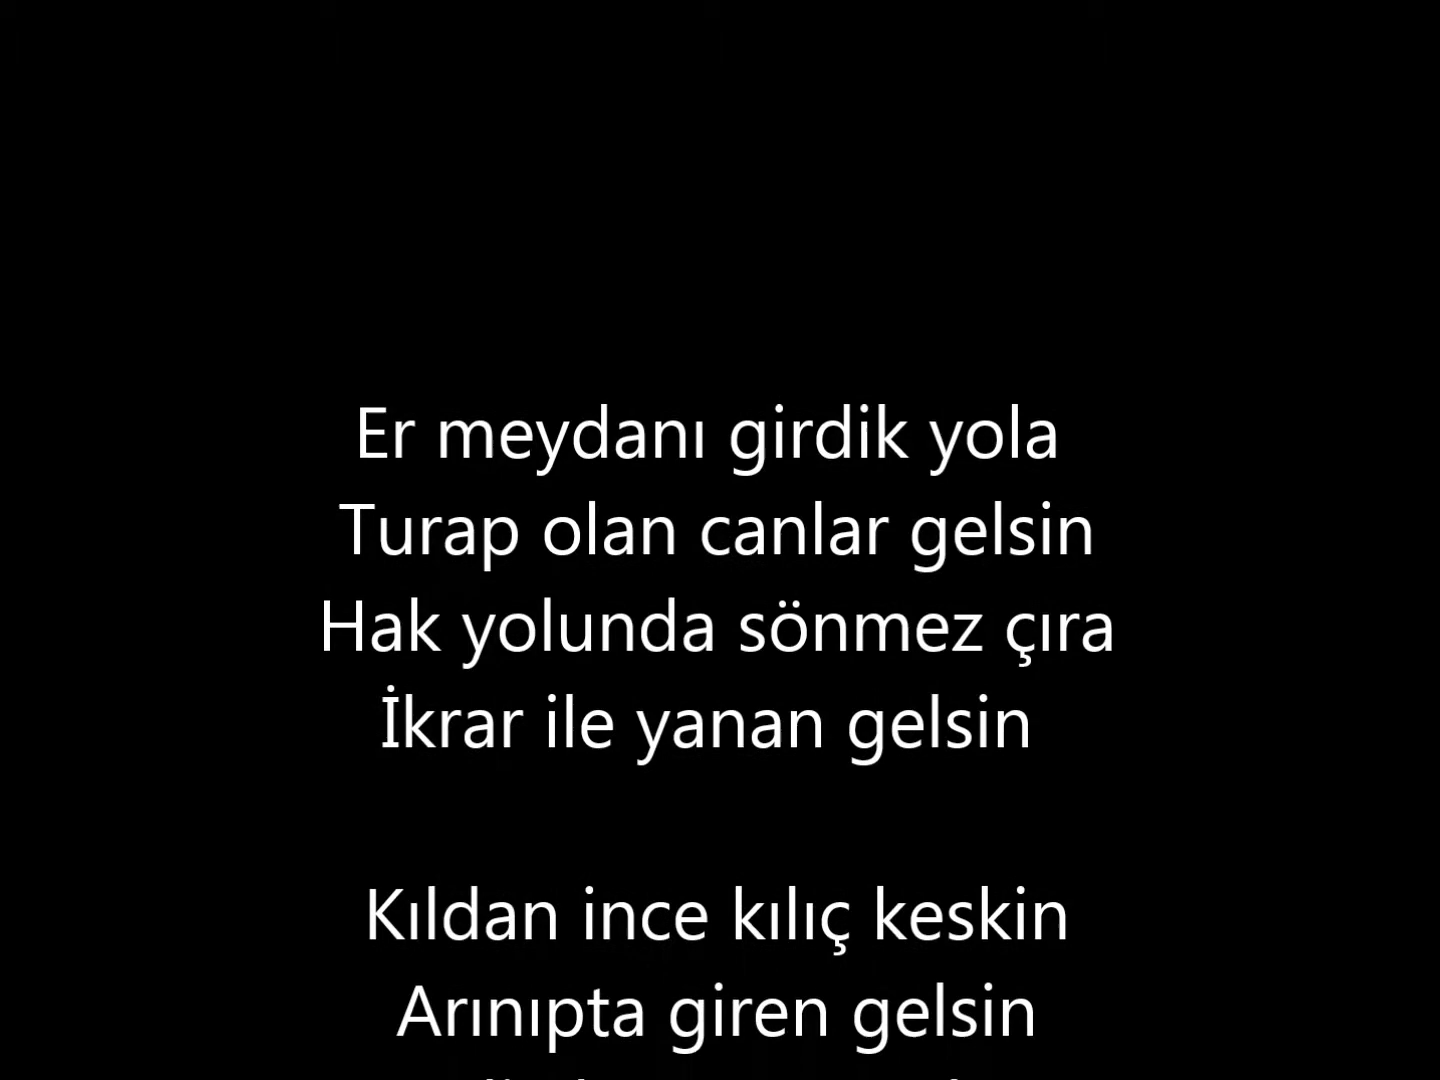 Er meydanı girdik yola
Turap olan canlar gelsin
Hak yolunda sönmez çıra
İkrar ile yanan gelsin
Kıldan ince kılıç keskin
Arınıpta giren gelsin